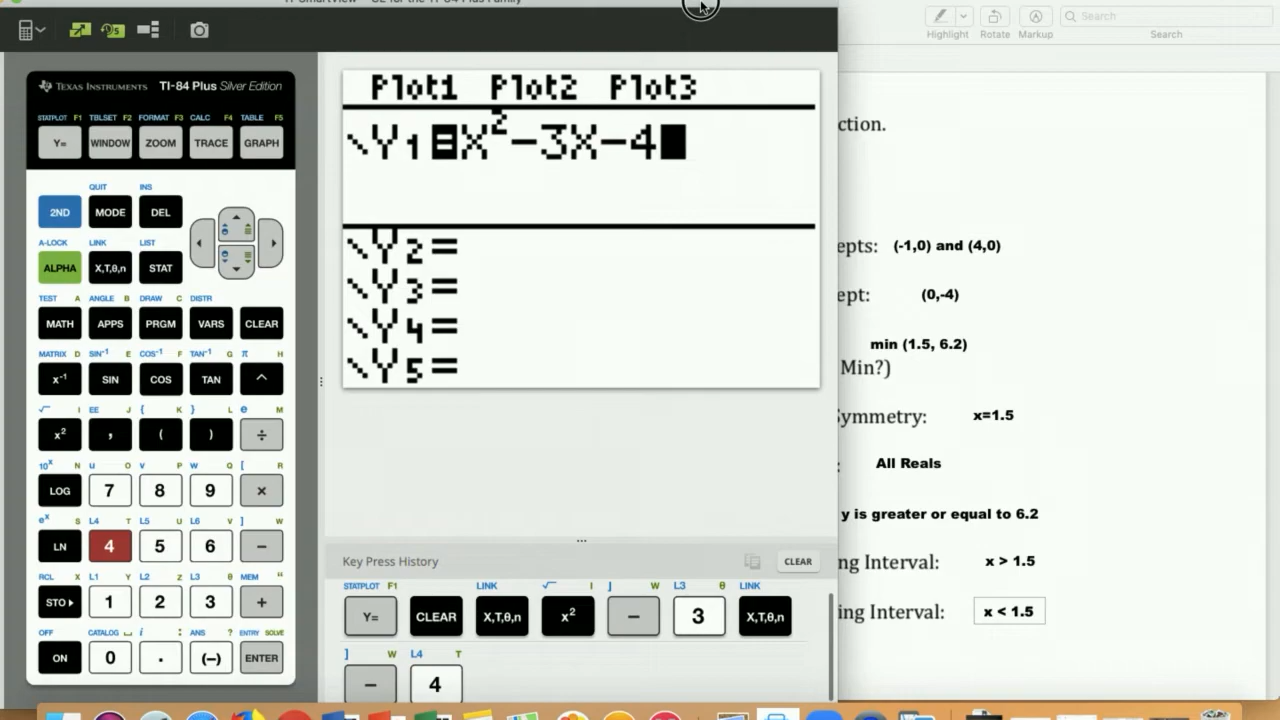 TI-SmartView™ CE for the TI-84 Plus Family
Highlight
Rotate
Markup
Search
Search
TEXAS INSTRUMENTS TI-84 Plus Silver Edition
STATPLOT F1 TBLSET F2 FORMAT F3 CALC F4 TABLE F5
Y= WINDOW ZOOM TRACE GRAPH
QUIT INS
2ND MODE DEL
A-LOCK LINK LIST
ALPHA X,T,θ,n STAT
TEST A ANGLE B DRAW C DISTR
MATH APPS PRGM VARS CLEAR
MATRIX D SIN⁻¹ E COS⁻¹ F TAN⁻¹ G π H
x⁻¹ SIN COS TAN ^
√ I EE J { K } L e M
x² , ( ) ÷
10ˣ N u O v P w Q [ R
LOG 7 8 9 ×
eˣ S L4 T L5 U L6 V ] W
LN 4 5 6 −
RCL X L1 Y L2 Z L3 θ MEM "
STO▸ 1 2 3 +
OFF CATALOG ⎵ i : ANS ? ENTRY SOLVE
ON 0 . (−) ENTER
Plot1 Plot2 Plot3
\Y1=X²−3X−4
\Y2=
\Y3=
\Y4=
\Y5=
Key Press History CLEAR
STATPLOT F1 LINK √ I ] W L3 θ LINK
Y= CLEAR X,T,θ,n x² − 3 X,T,θ,n
] W L4 T
− 4
ction.
epts: (-1,0) and (4,0)
ept: (0,-4)
min (1.5, 6.2)
Min?)
Symmetry: x=1.5
: All Reals
y is greater or equal to 6.2
ng Interval: x > 1.5
ing Interval: x < 1.5